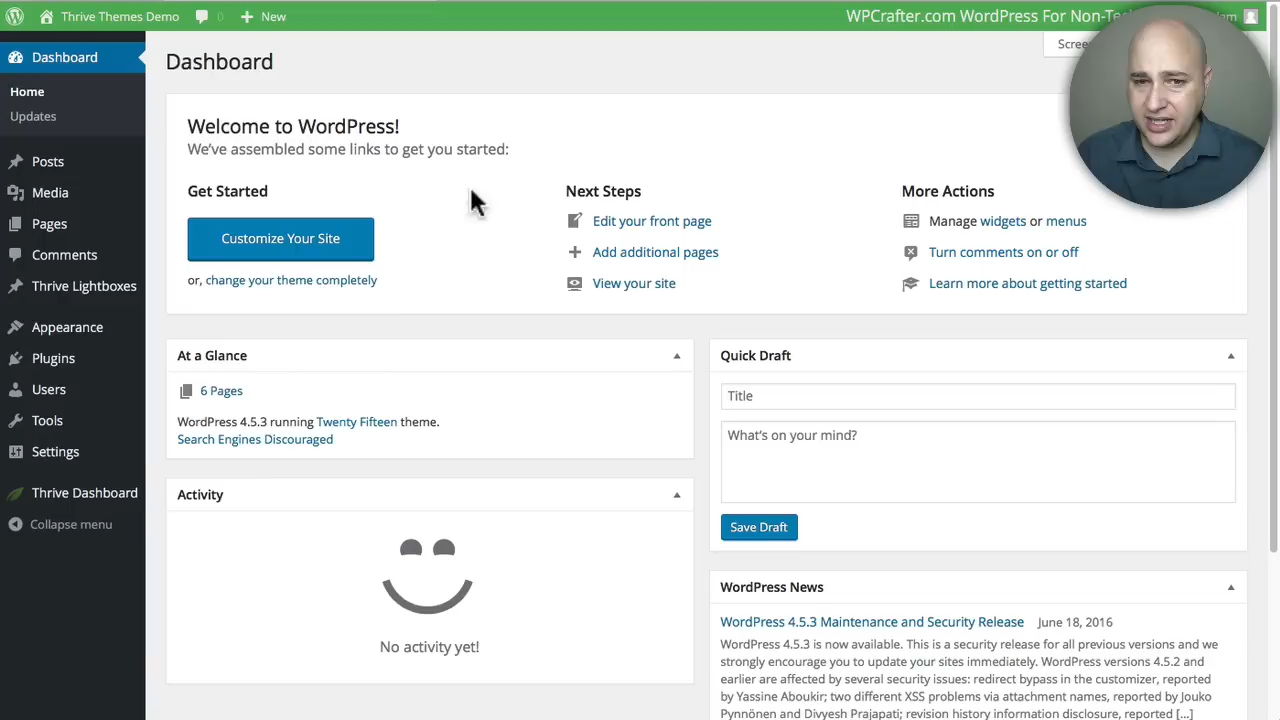 Thrive Themes Demo 0 New WPCrafter.com WordPress For Non-
Dashboard
Home
Updates
Posts
Media
Pages
Comments
Thrive Lightboxes
Appearance
Plugins
Users
Tools
Settings
Thrive Dashboard
Collapse menu
Dashboard
Welcome to WordPress!
We've assembled some links to get you started:
Get Started
Customize Your Site
or, change your theme completely
Next Steps
Edit your front page
Add additional pages
View your site
More Actions
Manage widgets or menus
Turn comments on or off
Learn more about getting started
At a Glance
6 Pages
WordPress 4.5.3 running Twenty Fifteen theme.
Search Engines Discouraged
Activity
No activity yet!
Quick Draft
Title
What's on your mind?
Save Draft
WordPress News
WordPress 4.5.3 Maintenance and Security Release June 18, 2016
WordPress 4.5.3 is now available. This is a security release for all previous versions and we
strongly encourage you to update your sites immediately. WordPress versions 4.5.2 and
earlier are affected by several security issues: redirect bypass in the customizer, reported
by Yassine Aboukir; two different XSS problems via attachment names, reported by Jouko
Pynnönen and Divyesh Prajapati; revision history information disclosure, reported […]